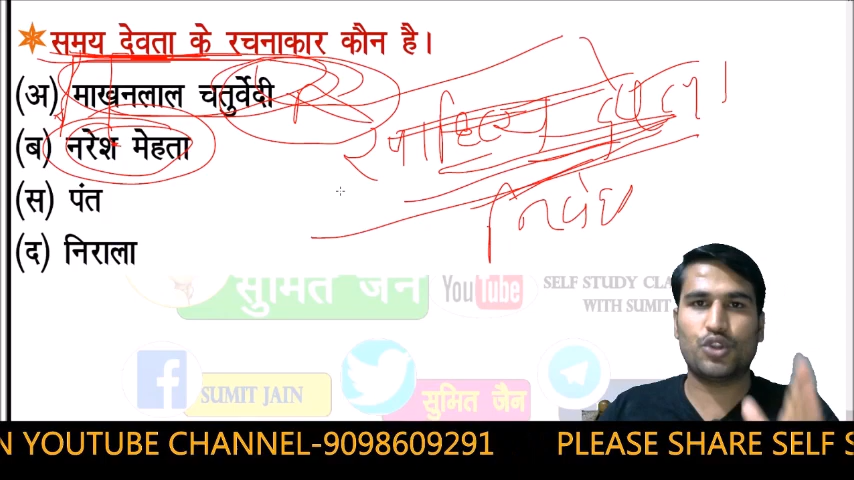 समय देवता के रचनाकार कौन है।
(अ) माखनलाल चतुर्वेदी
(ब) नरेश मेहता
साहित्य देवता
निबंध
(स) पंत
(द) निराला
सुमित जैन
YouTube
SELF STUDY CLA
WITH SUMIT
SUMIT JAIN
सुमित जैन
N YOUTUBE CHANNEL-9098609291 PLEASE SHARE SELF S